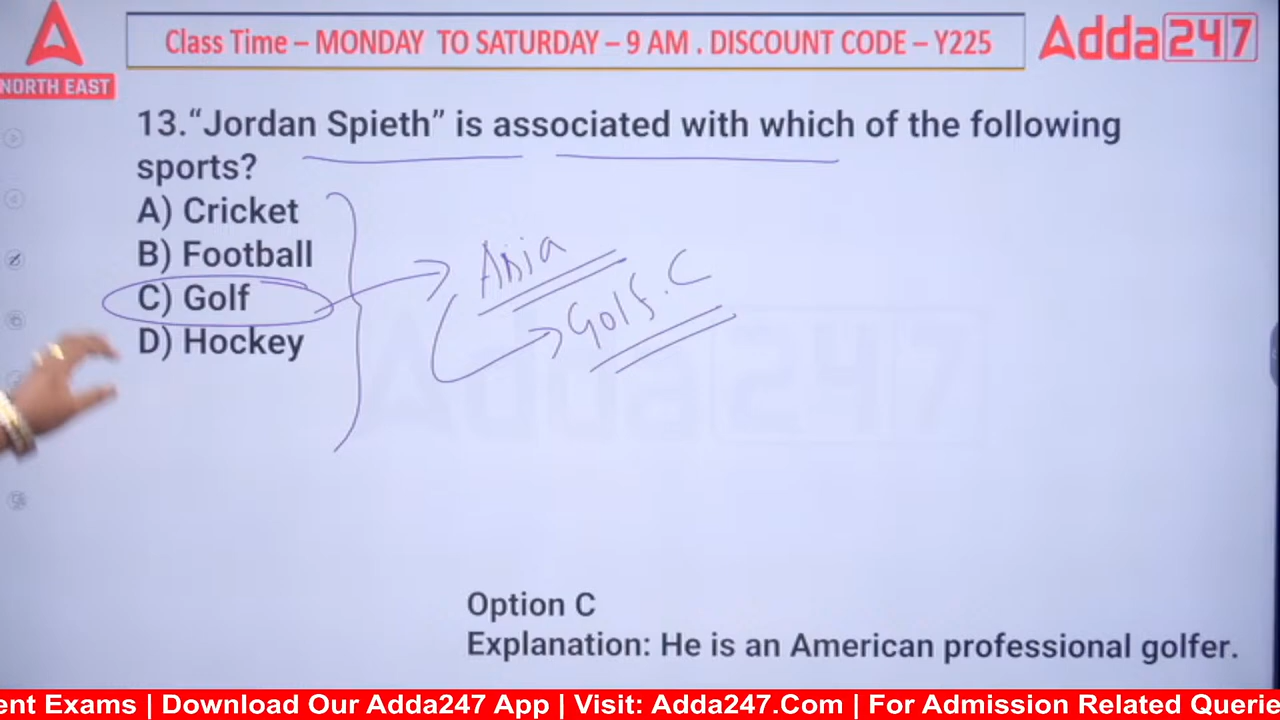 Class Time – MONDAY TO SATURDAY – 9 AM . DISCOUNT CODE – Y225
Adda247
NORTH EAST
13.“Jordan Spieth” is associated with which of the following
sports?
A) Cricket
B) Football
C) Golf
D) Hockey
Asia
Golf. C
Adda247
Option C
Explanation: He is an American professional golfer.
ent Exams | Download Our Adda247 App | Visit: Adda247.Com | For Admission Related Querie